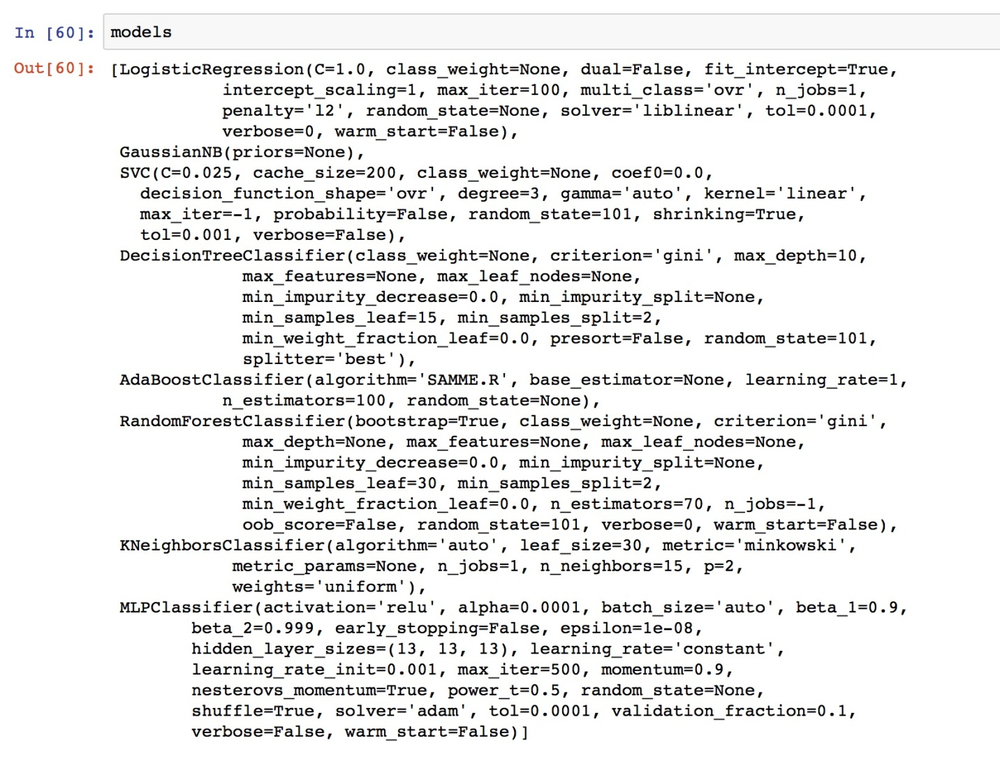 In [60]: models
Out[60]: [LogisticRegression(C=1.0, class_weight=None, dual=False, fit_intercept=True,
intercept_scaling=1, max_iter=100, multi_class='ovr', n_jobs=1,
penalty='l2', random_state=None, solver='liblinear', tol=0.0001,
verbose=0, warm_start=False),
GaussianNB(priors=None),
SVC(C=0.025, cache_size=200, class_weight=None, coef0=0.0,
decision_function_shape='ovr', degree=3, gamma='auto', kernel='linear',
max_iter=-1, probability=False, random_state=101, shrinking=True,
tol=0.001, verbose=False),
DecisionTreeClassifier(class_weight=None, criterion='gini', max_depth=10,
max_features=None, max_leaf_nodes=None,
min_impurity_decrease=0.0, min_impurity_split=None,
min_samples_leaf=15, min_samples_split=2,
min_weight_fraction_leaf=0.0, presort=False, random_state=101,
splitter='best'),
AdaBoostClassifier(algorithm='SAMME.R', base_estimator=None, learning_rate=1,
n_estimators=100, random_state=None),
RandomForestClassifier(bootstrap=True, class_weight=None, criterion='gini',
max_depth=None, max_features=None, max_leaf_nodes=None,
min_impurity_decrease=0.0, min_impurity_split=None,
min_samples_leaf=30, min_samples_split=2,
min_weight_fraction_leaf=0.0, n_estimators=70, n_jobs=-1,
oob_score=False, random_state=101, verbose=0, warm_start=False),
KNeighborsClassifier(algorithm='auto', leaf_size=30, metric='minkowski',
metric_params=None, n_jobs=1, n_neighbors=15, p=2,
weights='uniform'),
MLPClassifier(activation='relu', alpha=0.0001, batch_size='auto', beta_1=0.9,
beta_2=0.999, early_stopping=False, epsilon=1e-08,
hidden_layer_sizes=(13, 13, 13), learning_rate='constant',
learning_rate_init=0.001, max_iter=500, momentum=0.9,
nesterovs_momentum=True, power_t=0.5, random_state=None,
shuffle=True, solver='adam', tol=0.0001, validation_fraction=0.1,
verbose=False, warm_start=False)]